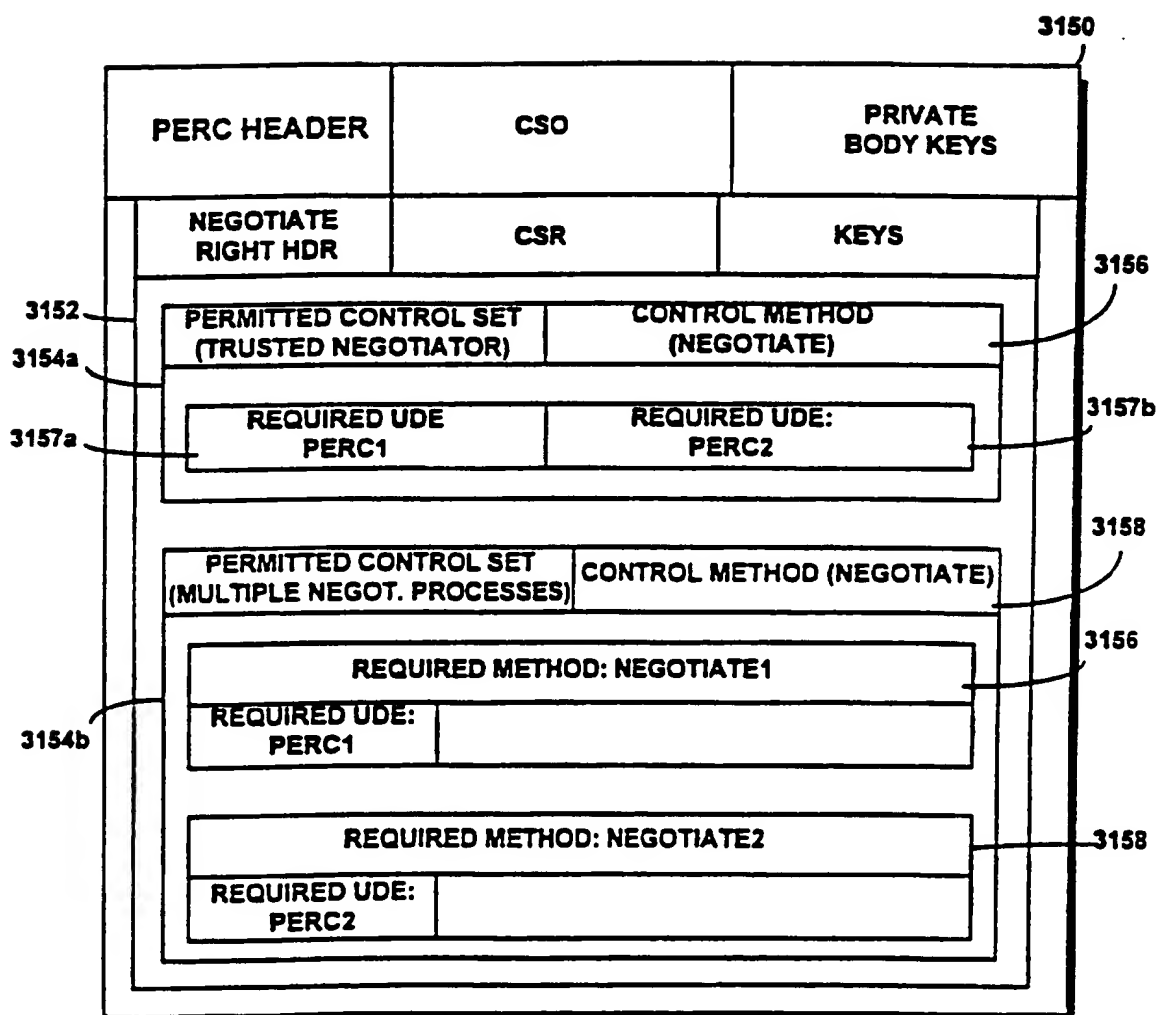 3150
PERC HEADER
CSO
PRIVATE
BODY KEYS
NEGOTIATE
RIGHT HDR
CSR
KEYS
3156
3152
PERMITTED CONTROL SET
(TRUSTED NEGOTIATOR)
CONTROL METHOD
(NEGOTIATE)
3154a
3157a
REQUIRED UDE
PERC1
REQUIRED UDE:
PERC2
3157b
3158
PERMITTED CONTROL SET
(MULTIPLE NEGOT. PROCESSES)
CONTROL METHOD (NEGOTIATE)
REQUIRED METHOD: NEGOTIATE1
3156
REQUIRED UDE:
PERC1
3154b
REQUIRED METHOD: NEGOTIATE2
3158
REQUIRED UDE:
PERC2